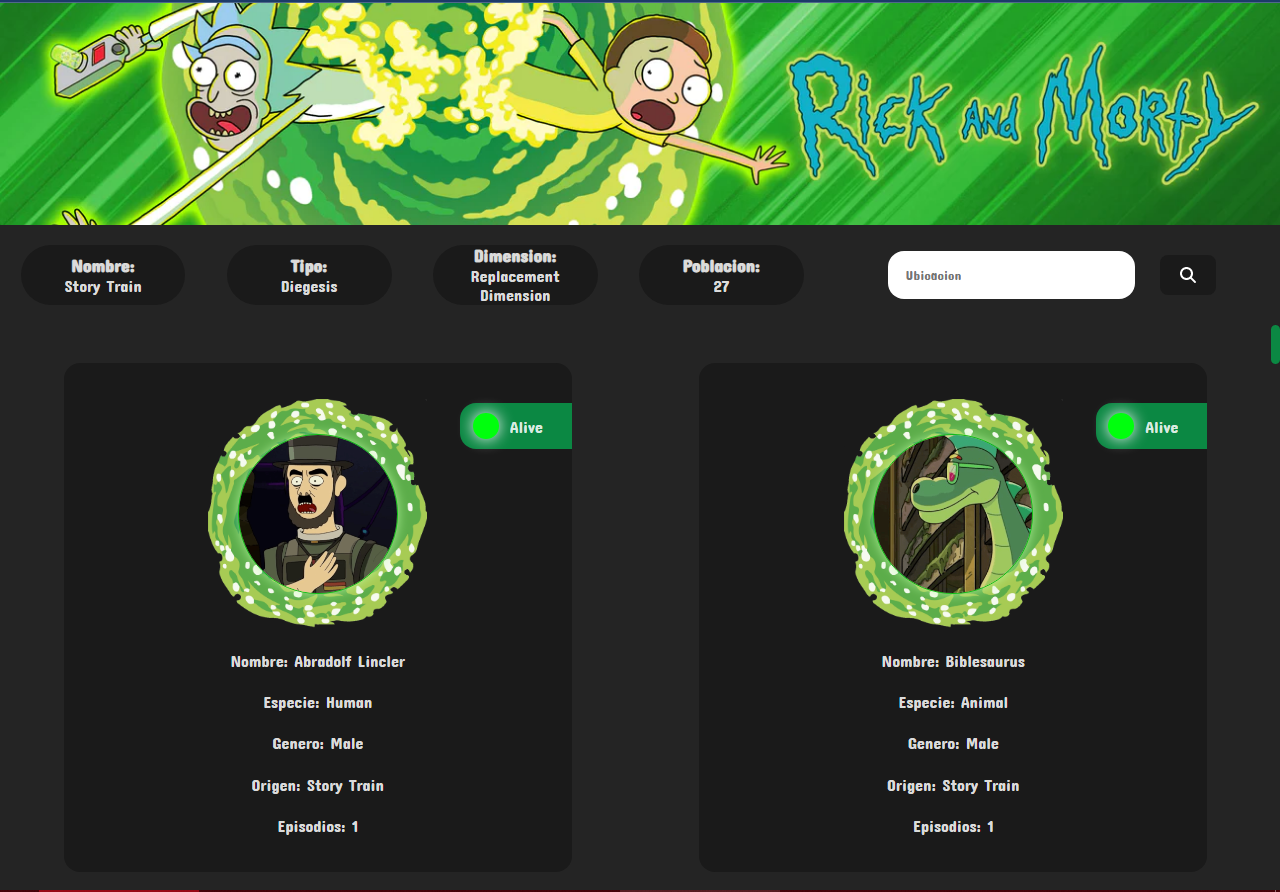 Rick and Morty
Nombre:
Story Train
Tipo:
Diegesis
Dimension:
Replacement
Dimension
Poblacion:
27
Ubicacion
Alive
Nombre: Abradolf Lincler
Especie: Human
Genero: Male
Origen: Story Train
Episodios: 1
Alive
Nombre: Biblesaurus
Especie: Animal
Genero: Male
Origen: Story Train
Episodios: 1